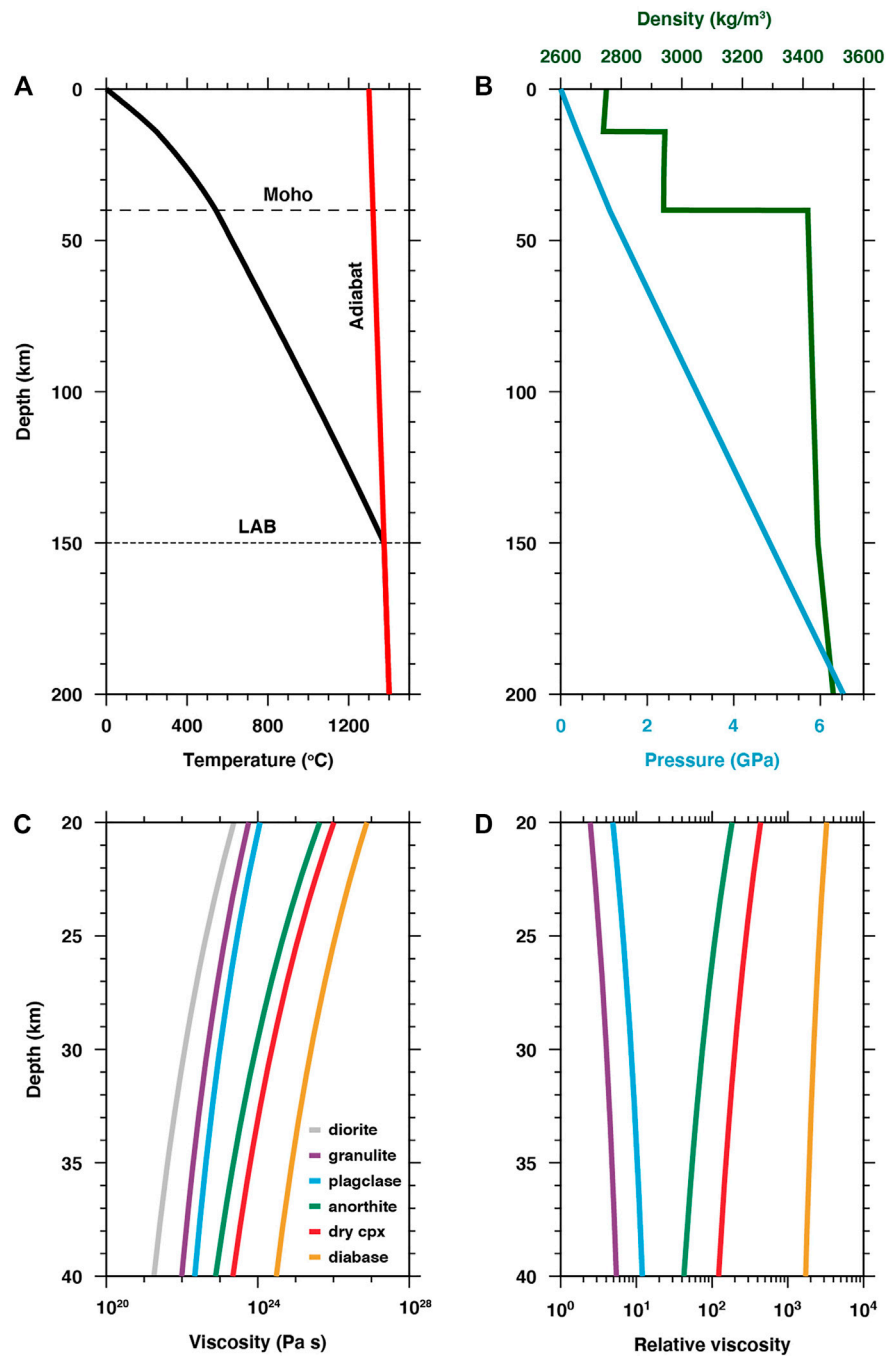 Density (kg/m³)
2600 2800 3000 3200 3400 3600
A
B
0
50
100
150
200
Depth (km)
Moho
Adiabat
LAB
0 400 800 1200
Temperature (°C)
0
50
100
150
200
0 2 4 6
Pressure (GPa)
C
D
20
25
30
35
40
Depth (km)
diorite
granulite
plagclase
anorthite
dry cpx
diabase
10²⁰ 10²⁴ 10²⁸
Viscosity (Pa s)
20
25
30
35
40
10⁰ 10¹ 10² 10³ 10⁴
Relative viscosity